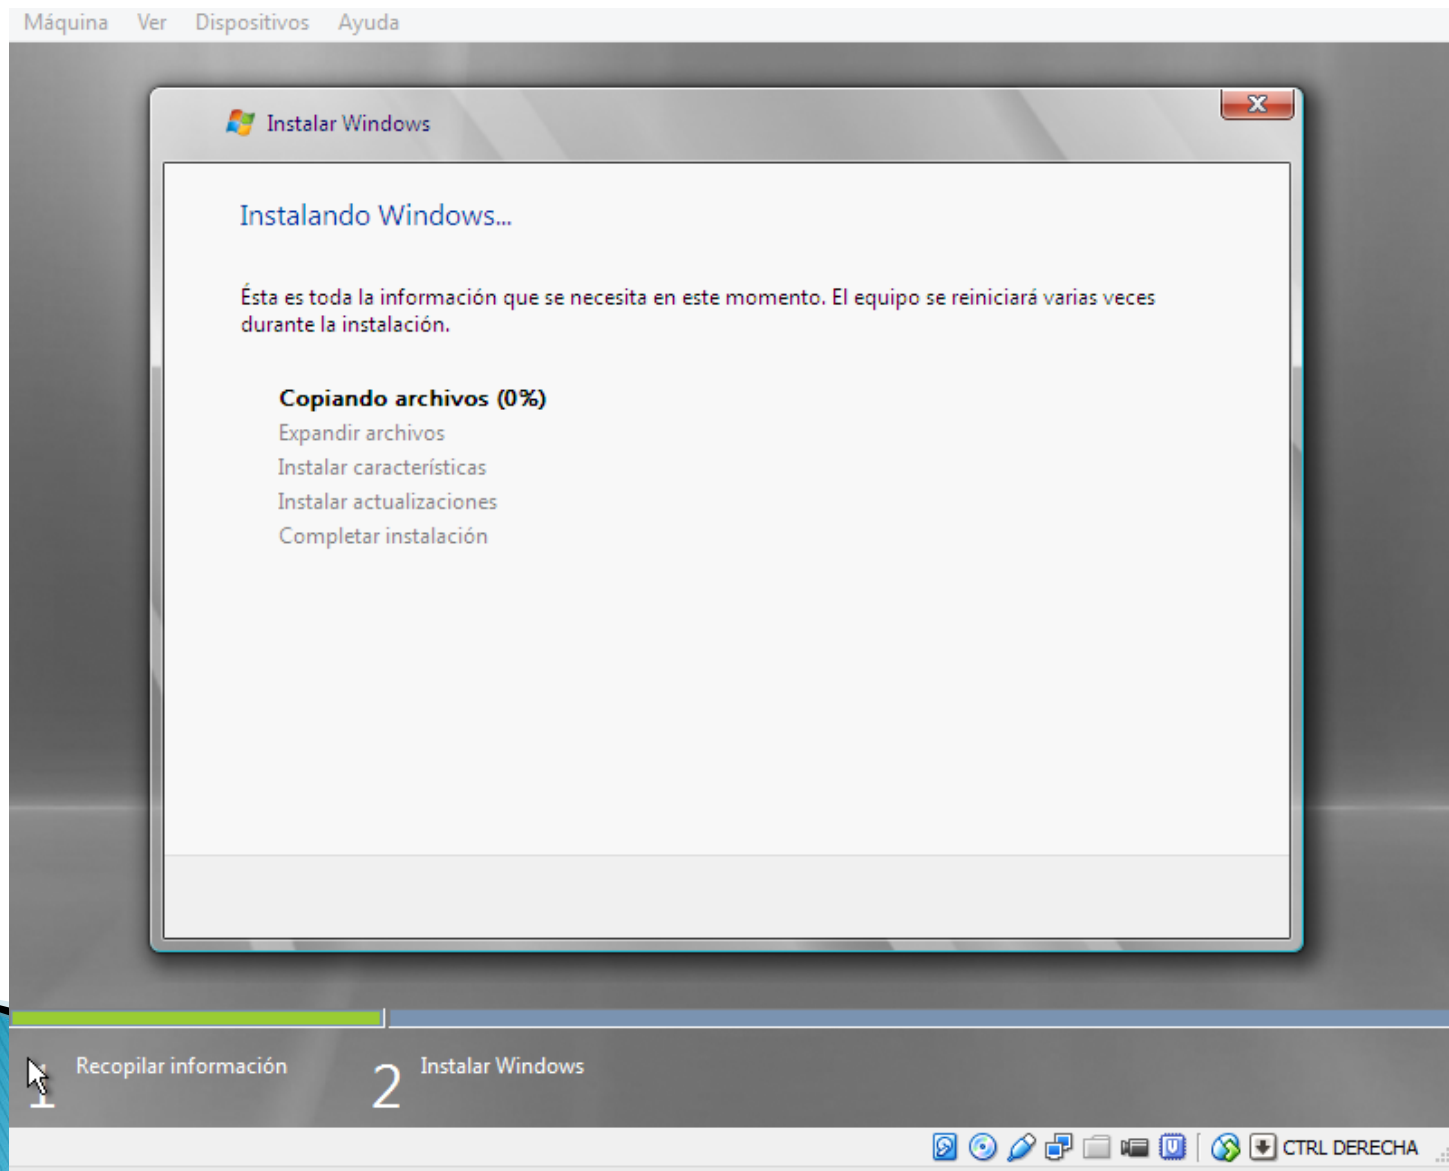 Máquina Ver Dispositivos Ayuda
Instalar Windows
Instalando Windows...
Ésta es toda la información que se necesita en este momento. El equipo se reiniciará varias veces
durante la instalación.
Copiando archivos (0%)
Expandir archivos
Instalar características
Instalar actualizaciones
Completar instalación
1 Recopilar información 2 Instalar Windows
CTRL DERECHA